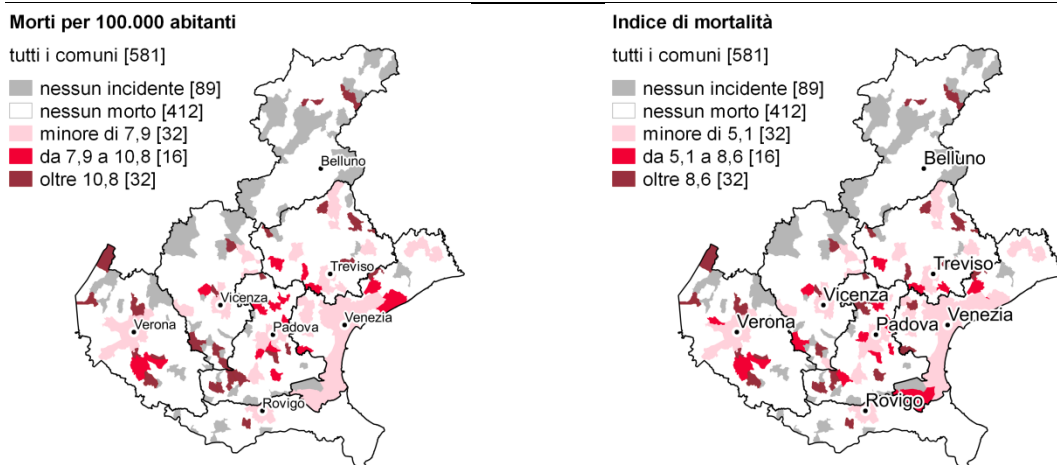 Morti per 100.000 abitanti
tutti i comuni [581]
nessun incidente [89]
nessun morto [412]
minore di 7,9 [32]
da 7,9 a 10,8 [16]
oltre 10,8 [32]
Belluno
Treviso
Vicenza
Venezia
Verona
Padova
Rovigo
Indice di mortalità
tutti i comuni [581]
nessun incidente [89]
nessun morto [412]
minore di 5,1 [32]
da 5,1 a 8,6 [16]
oltre 8,6 [32]
Belluno
Treviso
Vicenza
Venezia
Verona
Padova
Rovigo